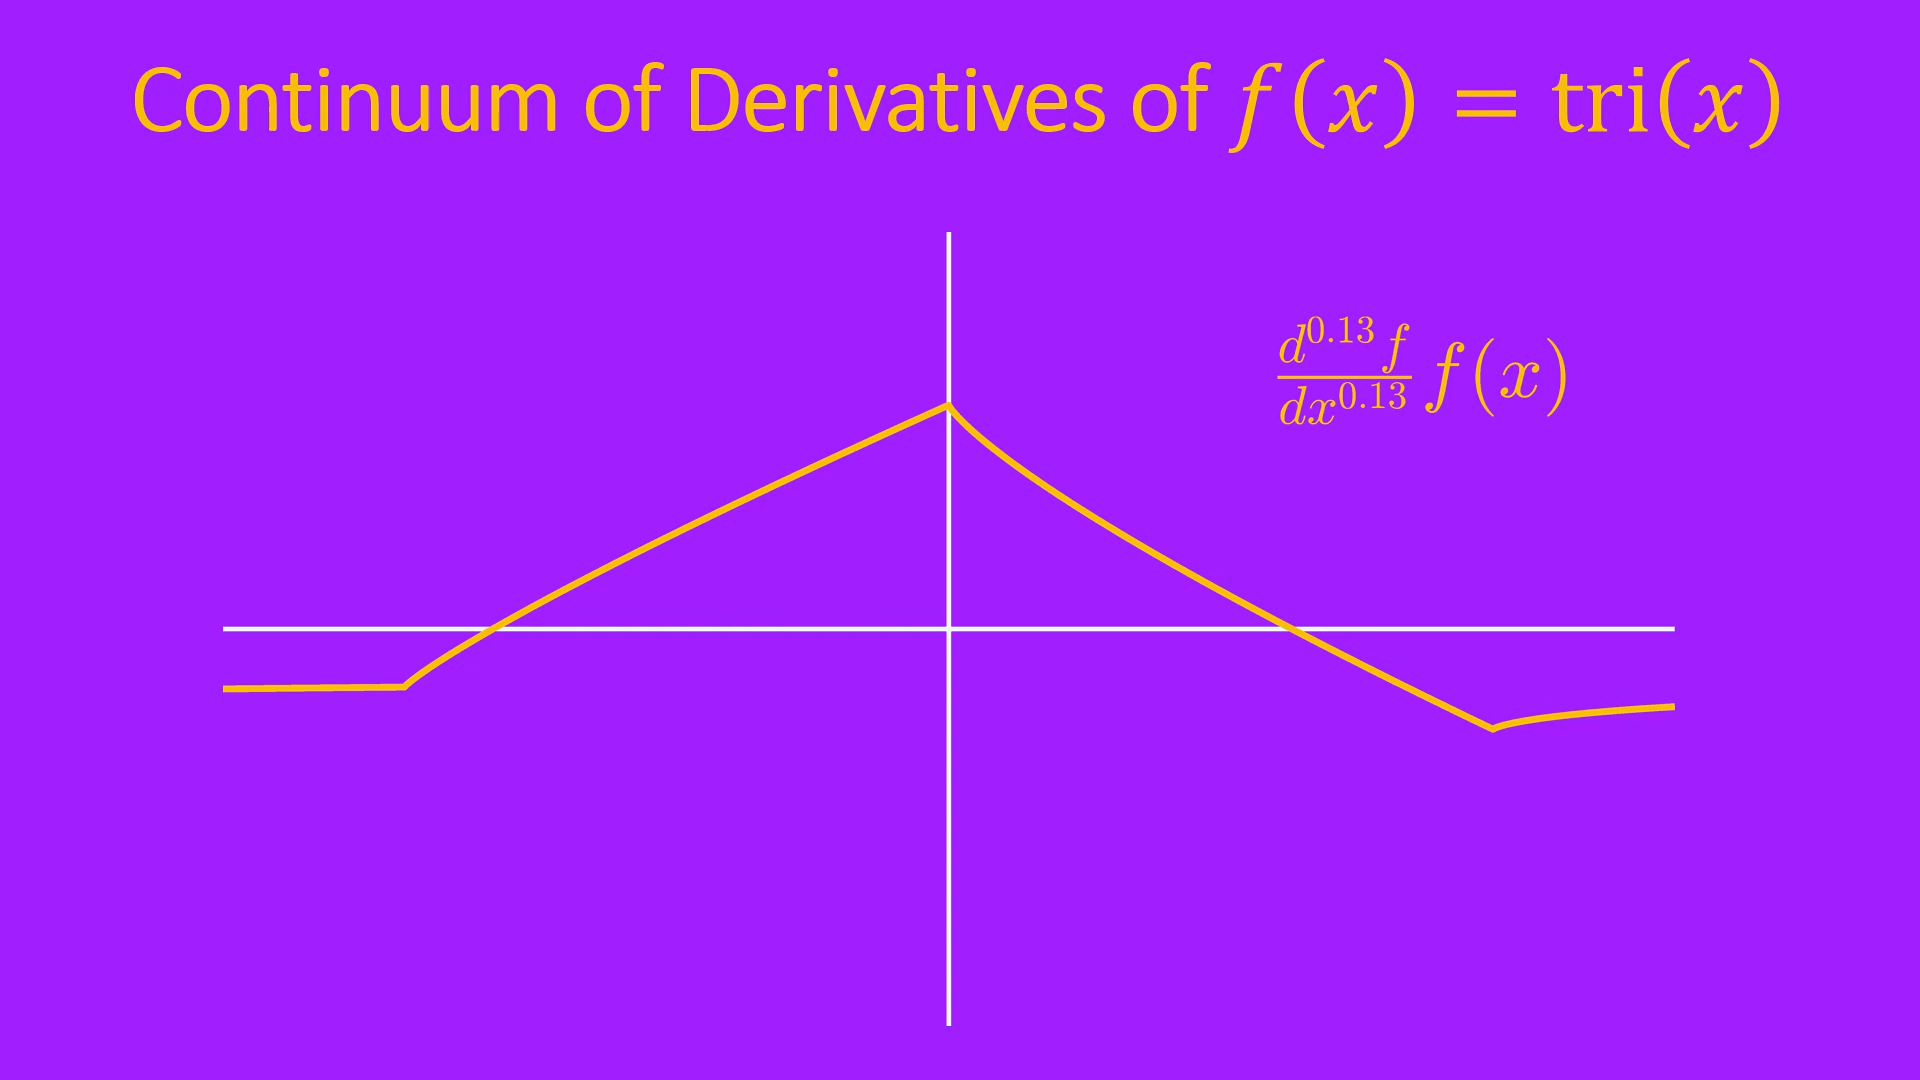 Continuum of Derivatives of f(x) = tri(x)
d^0.13 f
dx^0.13 f(x)